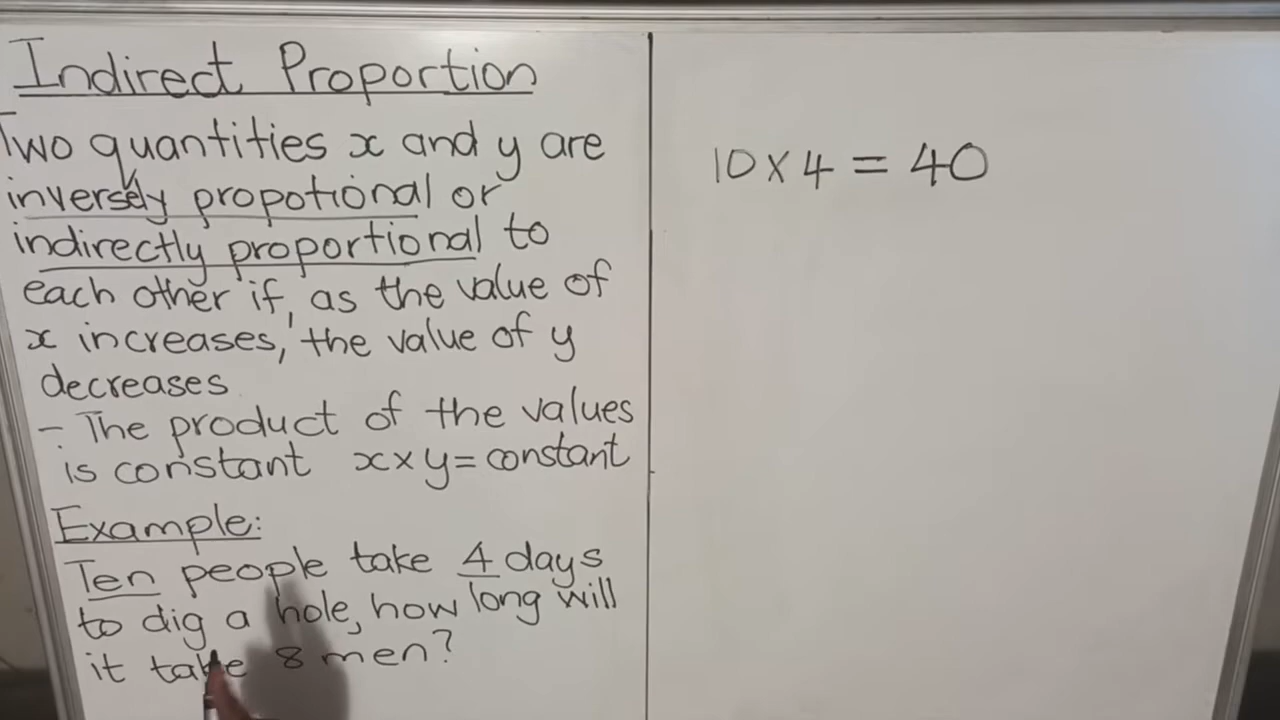 Indirect Proportion
Two quantities x and y are
inversely propotional or
indirectly proportional to
each other if, as the value of
x increases, the value of y
decreases
- The product of the values
is constant x×y=constant
Example:
Ten people take 4 days
to dig a hole, how long will
it take 8 men?
10×4 = 40